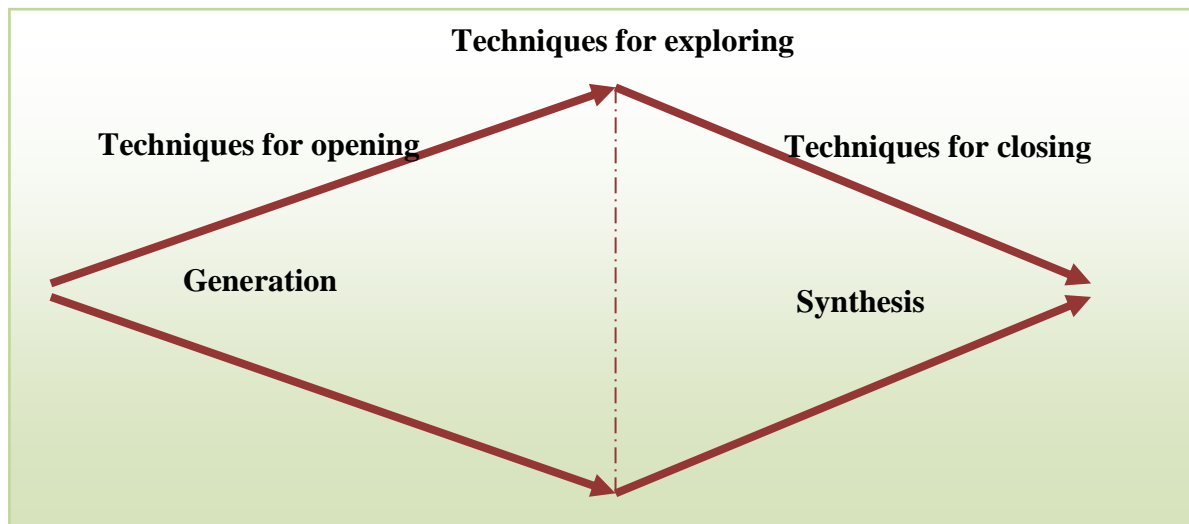 Techniques for exploring
Techniques for opening
Techniques for closing
Generation
Synthesis